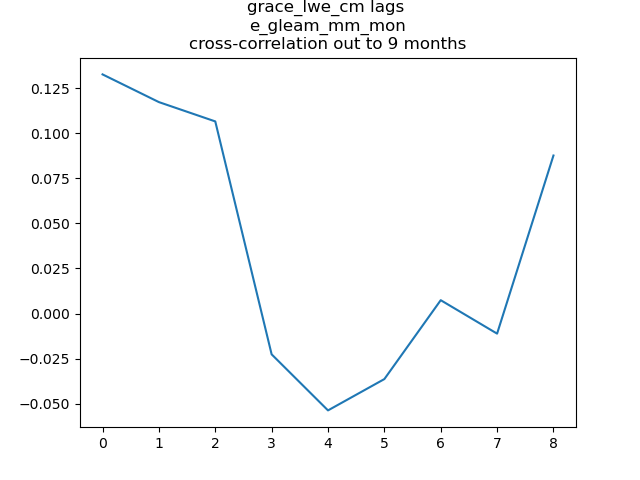 grace_lwe_cm lags
e_gleam_mm_mon
cross-correlation out to 9 months
0.125
0.100
0.075
0.050
0.025
0.000
−0.025
−0.050
0 1 2 3 4 5 6 7 8